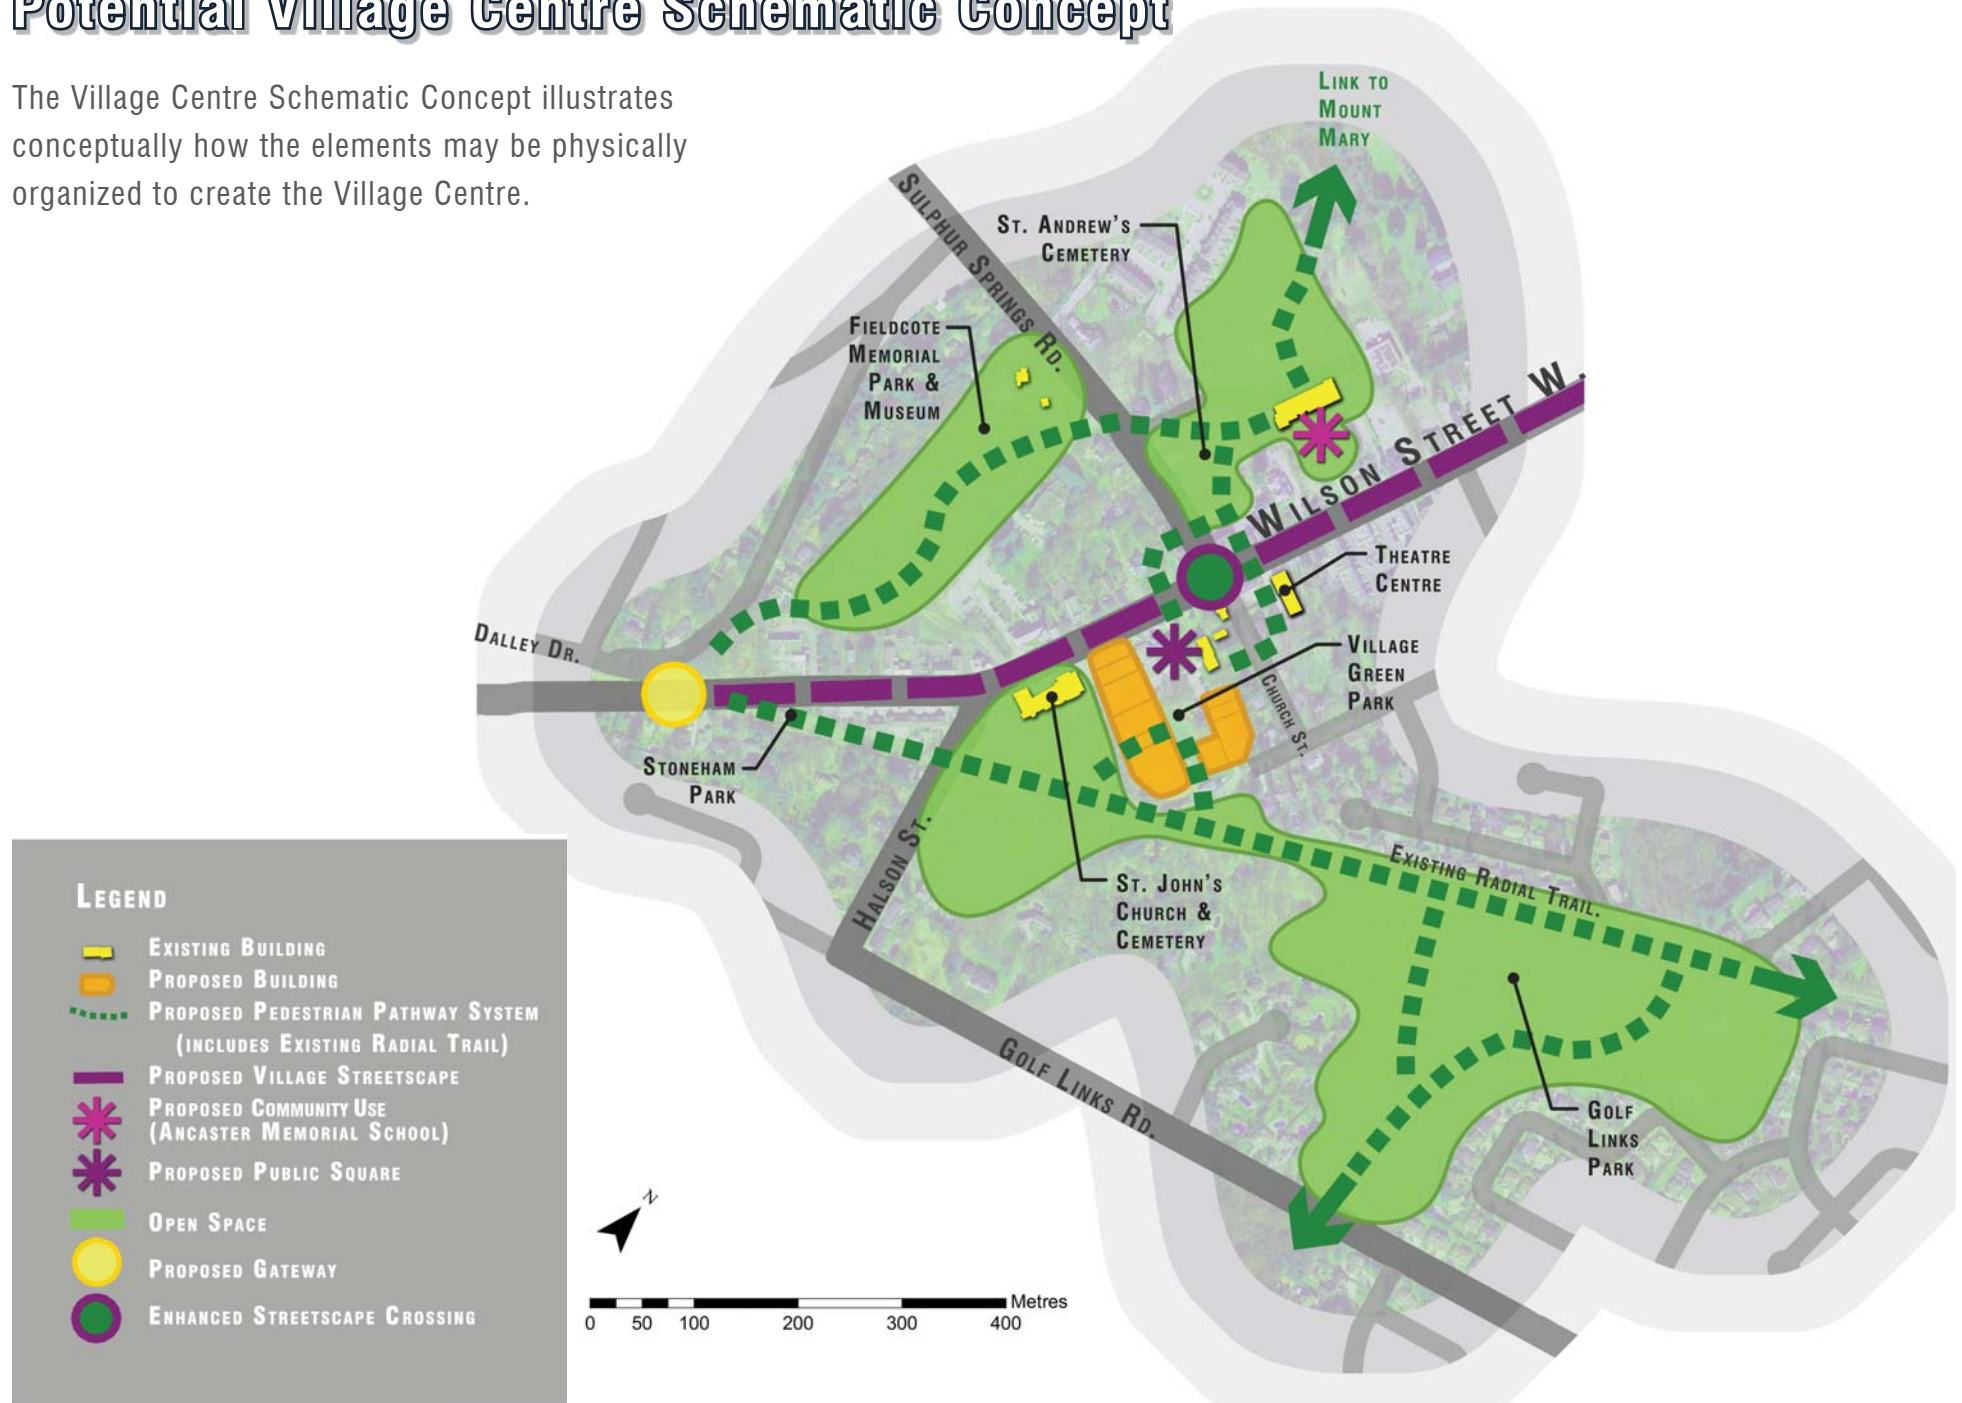 Potential Village Centre Schematic Concept
The Village Centre Schematic Concept illustrates
conceptually how the elements may be physically
organized to create the Village Centre.
LINK TO
MOUNT
MARY
SULPHUR SPRINGS RD.
ST. ANDREW'S
CEMETERY
FIELDCOTE
MEMORIAL
PARK &
MUSEUM
WILSON STREET W.
THEATRE
CENTRE
DALLEY DR.
VILLAGE
GREEN
PARK
CHURCH ST.
STONEHAM
PARK
HALSON ST.
EXISTING RADIAL TRAIL.
ST. JOHN'S
CHURCH &
CEMETERY
GOLF LINKS RD.
GOLF
LINKS
PARK
LEGEND
EXISTING BUILDING
PROPOSED BUILDING
PROPOSED PEDESTRIAN PATHWAY SYSTEM
(INCLUDES EXISTING RADIAL TRAIL)
PROPOSED VILLAGE STREETSCAPE
PROPOSED COMMUNITY USE
(ANCASTER MEMORIAL SCHOOL)
PROPOSED PUBLIC SQUARE
OPEN SPACE
PROPOSED GATEWAY
ENHANCED STREETSCAPE CROSSING
N
Metres
0 50 100 200 300 400